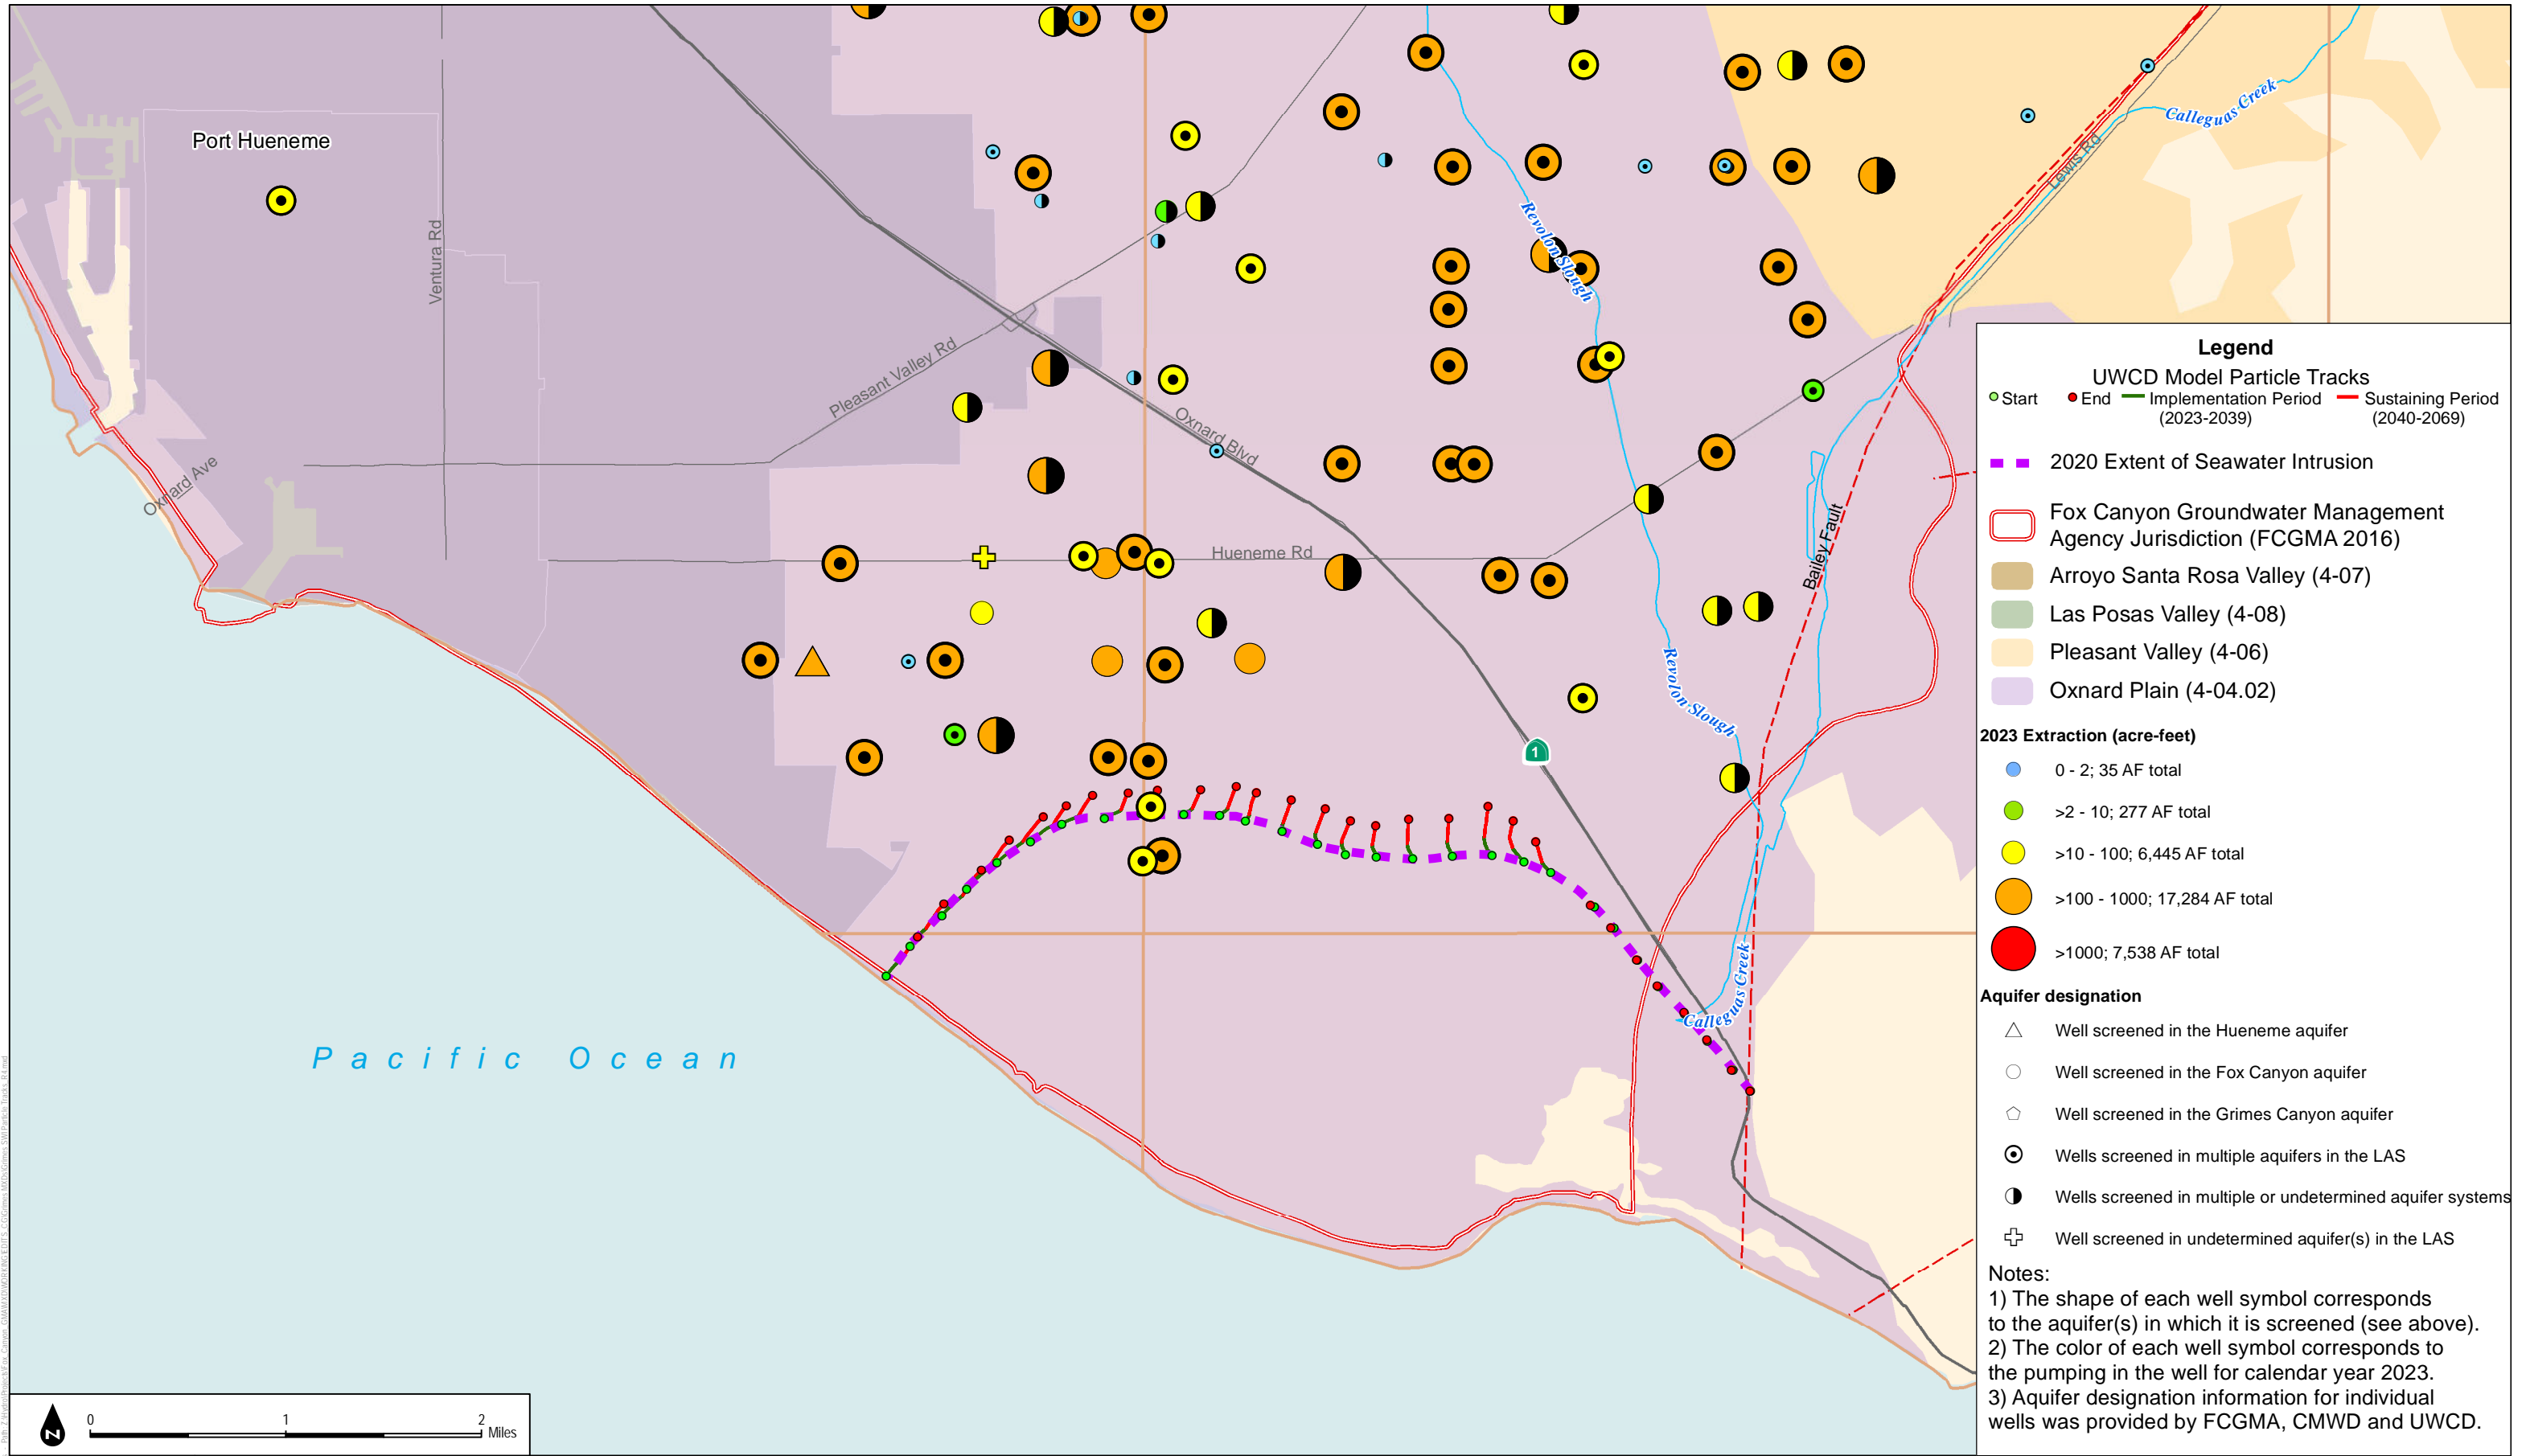 Port Hueneme
Ventura Rd
Oxnard Ave
Pleasant Valley Rd
Oxnard Blvd
Hueneme Rd
Revolon Slough
Revolon Slough
Calleguas Creek
Lewis Rd
Bailey Fault
1
Calleguas Creek
Pacific Ocean
N
0 1 2 Miles
Legend
UWCD Model Particle Tracks
Start End Implementation Period (2023-2039) Sustaining Period (2040-2069)
2020 Extent of Seawater Intrusion
Fox Canyon Groundwater Management
Agency Jurisdiction (FCGMA 2016)
Arroyo Santa Rosa Valley (4-07)
Las Posas Valley (4-08)
Pleasant Valley (4-06)
Oxnard Plain (4-04.02)
2023 Extraction (acre-feet)
0 - 2; 35 AF total
>2 - 10; 277 AF total
>10 - 100; 6,445 AF total
>100 - 1000; 17,284 AF total
>1000; 7,538 AF total
Aquifer designation
Well screened in the Hueneme aquifer
Well screened in the Fox Canyon aquifer
Well screened in the Grimes Canyon aquifer
Wells screened in multiple aquifers in the LAS
Wells screened in multiple or undetermined aquifer systems
Well screened in undetermined aquifer(s) in the LAS
Notes:
1) The shape of each well symbol corresponds
to the aquifer(s) in which it is screened (see above).
2) The color of each well symbol corresponds to
the pumping in the well for calendar year 2023.
3) Aquifer designation information for individual
wells was provided by FCGMA, CMWD and UWCD.